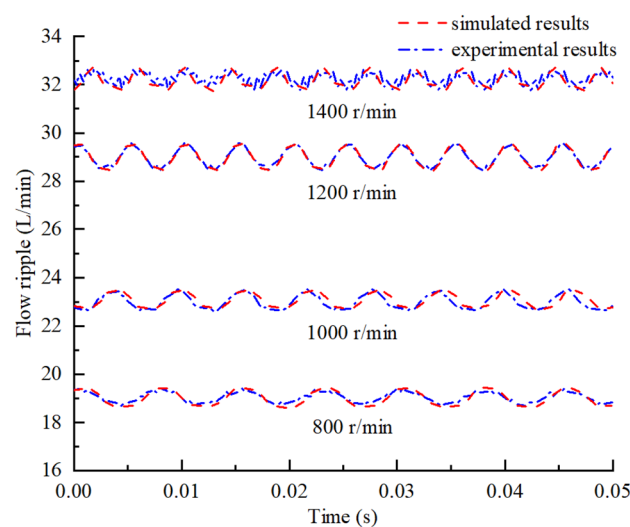 simulated results
experimental results
34
32
30
28
26
24
22
20
18
16
1400 r/min
1200 r/min
1000 r/min
800 r/min
Flow ripple (L/min)
0.00 0.01 0.02 0.03 0.04 0.05
Time (s)